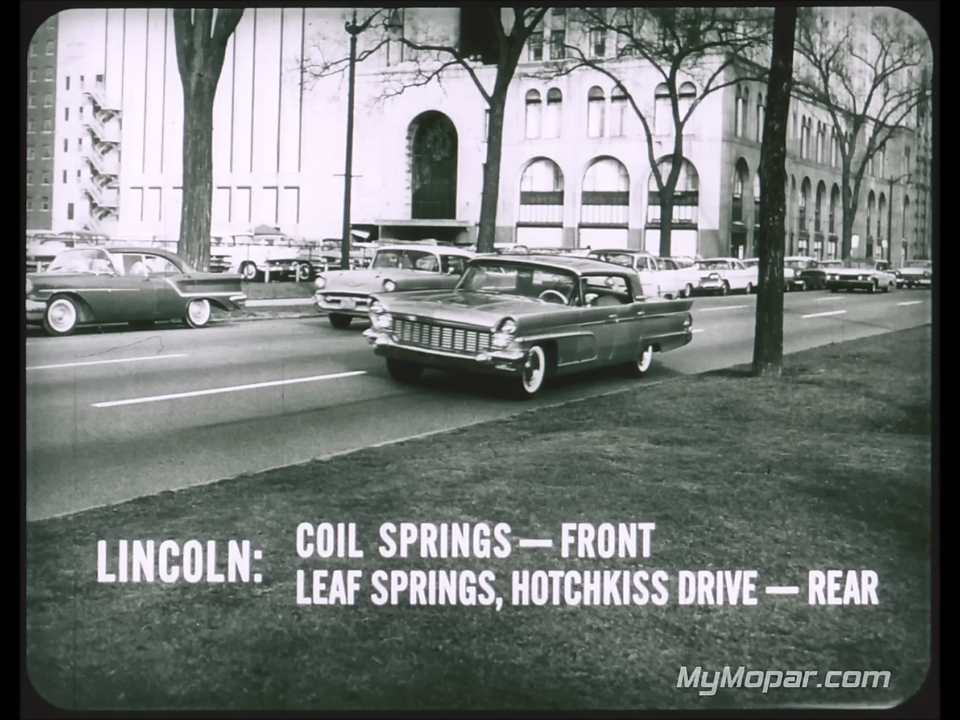 LINCOLN:
COIL SPRINGS — FRONT
LEAF SPRINGS, HOTCHKISS DRIVE — REAR
MyMopar.com